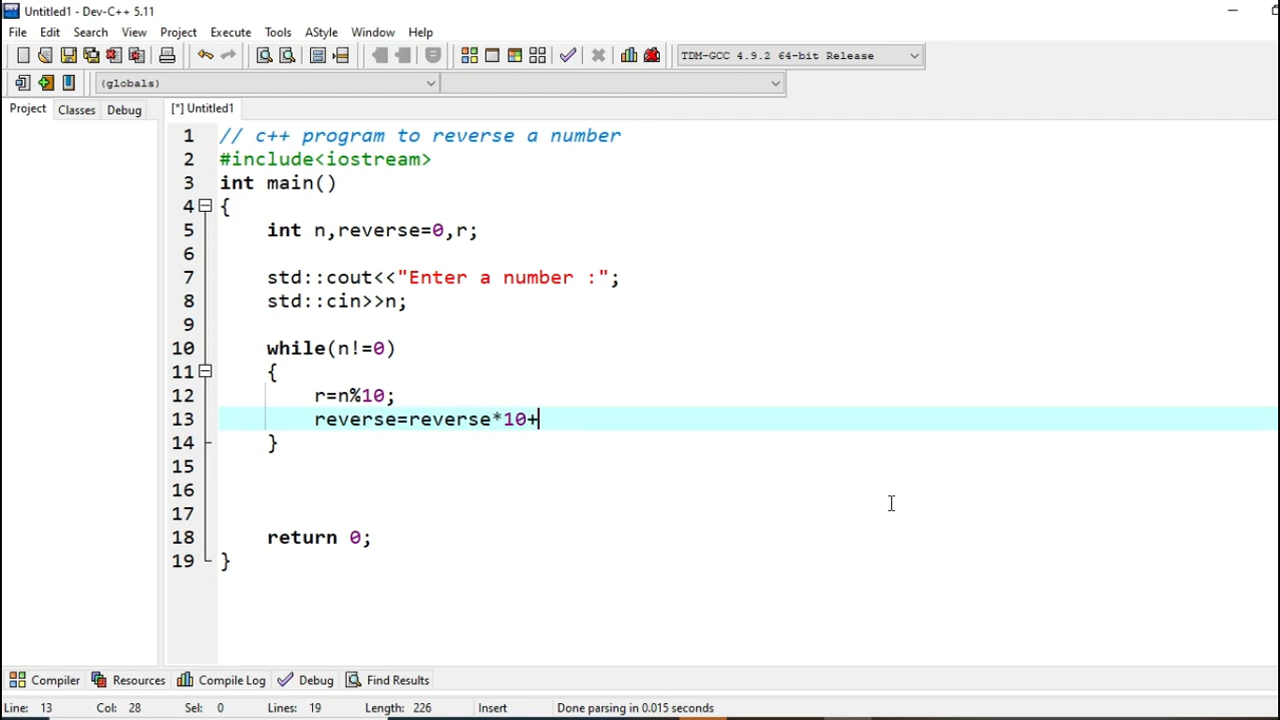 Untitled1 - Dev-C++ 5.11
File Edit Search View Project Execute Tools AStyle Window Help
TDM-GCC 4.9.2 64-bit Release
(globals)
Project Classes Debug [*] Untitled1
1 // c++ program to reverse a number
2 #include<iostream>
3 int main()
4 {
5 int n,reverse=0,r;
6
7 std::cout<<"Enter a number :";
8 std::cin>>n;
9
10 while(n!=0)
11 {
12 r=n%10;
13 reverse=reverse*10+
14 }
15
16
17
18 return 0;
19 }
Compiler Resources Compile Log Debug Find Results
Line: 13 Col: 28 Sel: 0 Lines: 19 Length: 226 Insert Done parsing in 0.015 seconds